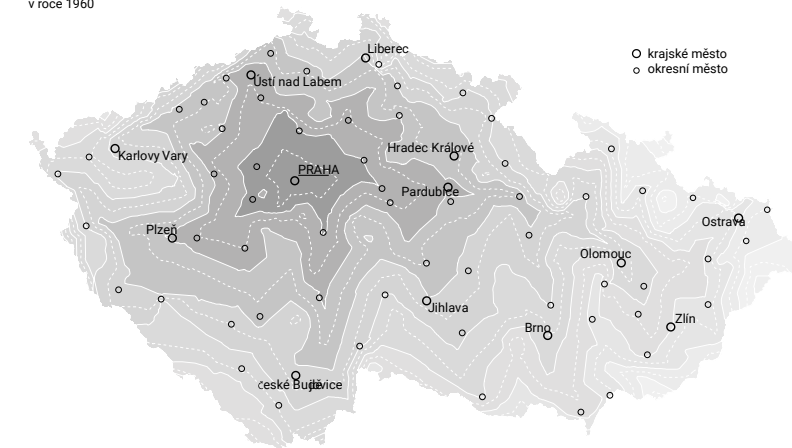 v roce 1960
Liberec
krajské město
okresní město
Ústí nad Labem
Hradec Králové
Karlovy Vary
PRAHA
Pardubice
Ostrava
Plzeň
Olomouc
Jihlava
Zlín
Brno
České Budějovice